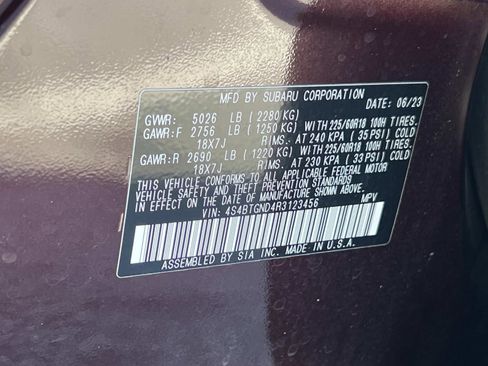 MFD BY SUBARU CORPORATION
DATE: 06/23
GVWR: 5026 LB ( 2280 KG)
GAWR:F 2756 LB ( 1250 KG) WITH 225/60R18 100H TIRES.
18X7J RIMS. AT 240 KPA ( 35 PSI) COLD
GAWR:R 2690 LB ( 1220 KG) WITH 225/60R18 100H TIRES.
18X7J RIMS. AT 230 KPA ( 33 PSI) COLD
THIS VEHICLE CONFORMS TO ALL APPLICABLE FEDERAL MOTOR
VEHICLE SAFETY STANDARDS IN EFFECT ON THE DATE OF
MANUFACTURE SHOWN ABOVE.
VIN: 4S4BTGND4R3123456 MPV
ASSEMBLED BY SIA INC. MADE IN U.S.A.